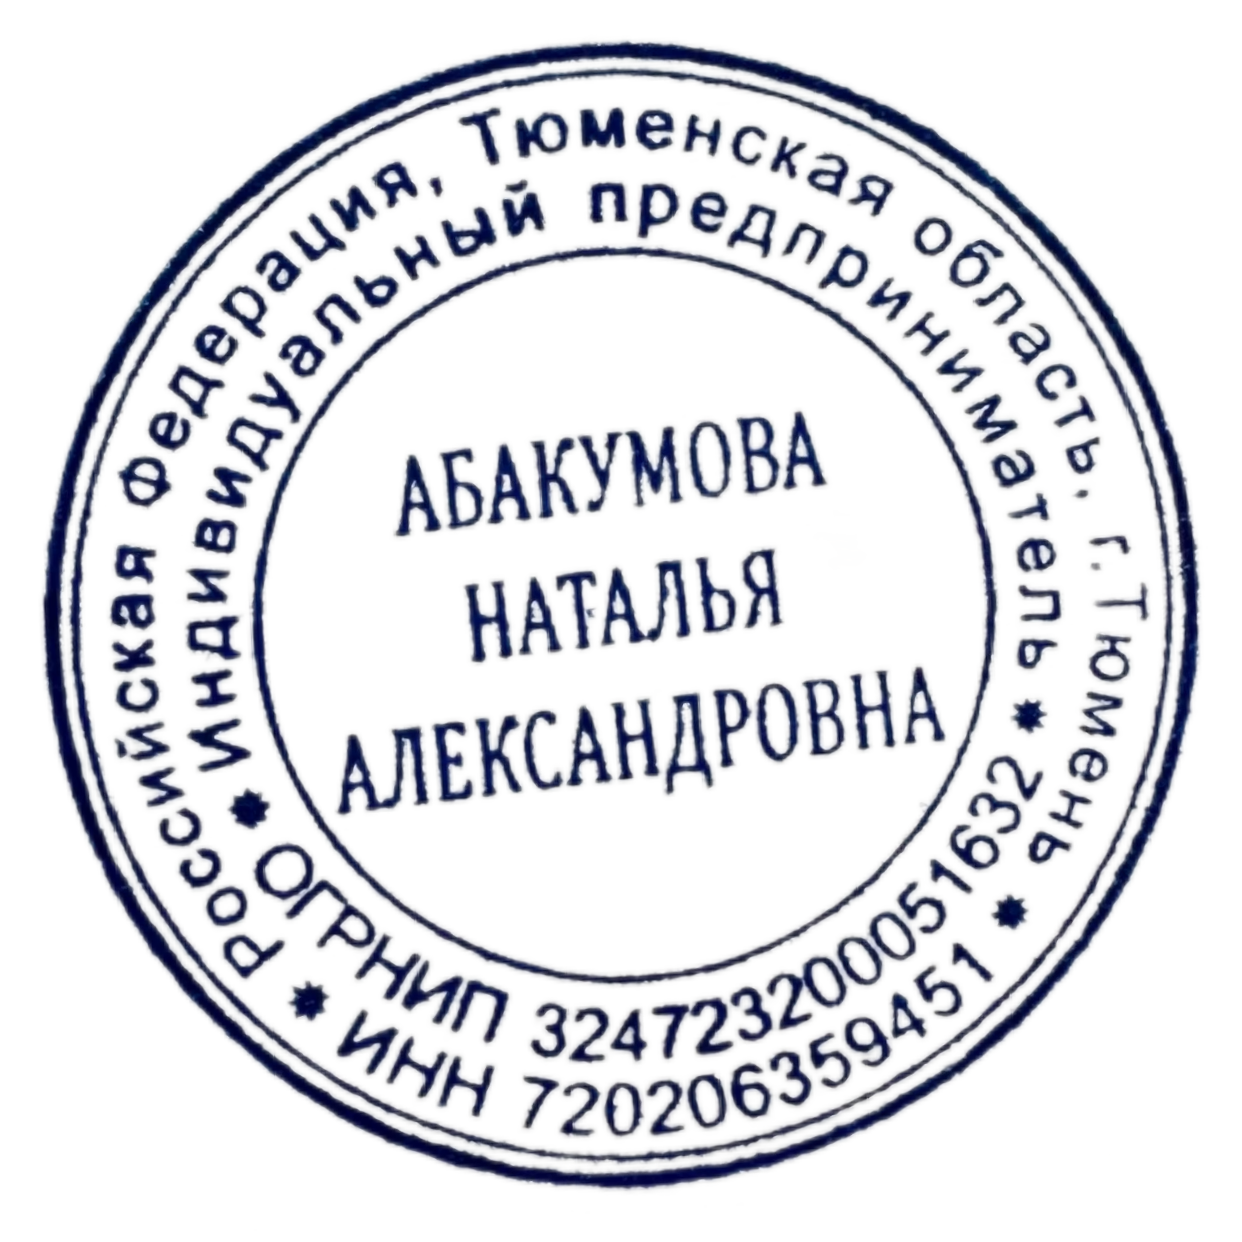 Российская Федерация, Тюменская область, г. Тюмень
* ИНН 720206359451 *
Индивидуальный предприниматель
* ОГРНИП 324723200051632 *
АБАКУМОВА
НАТАЛЬЯ
АЛЕКСАНДРОВНА